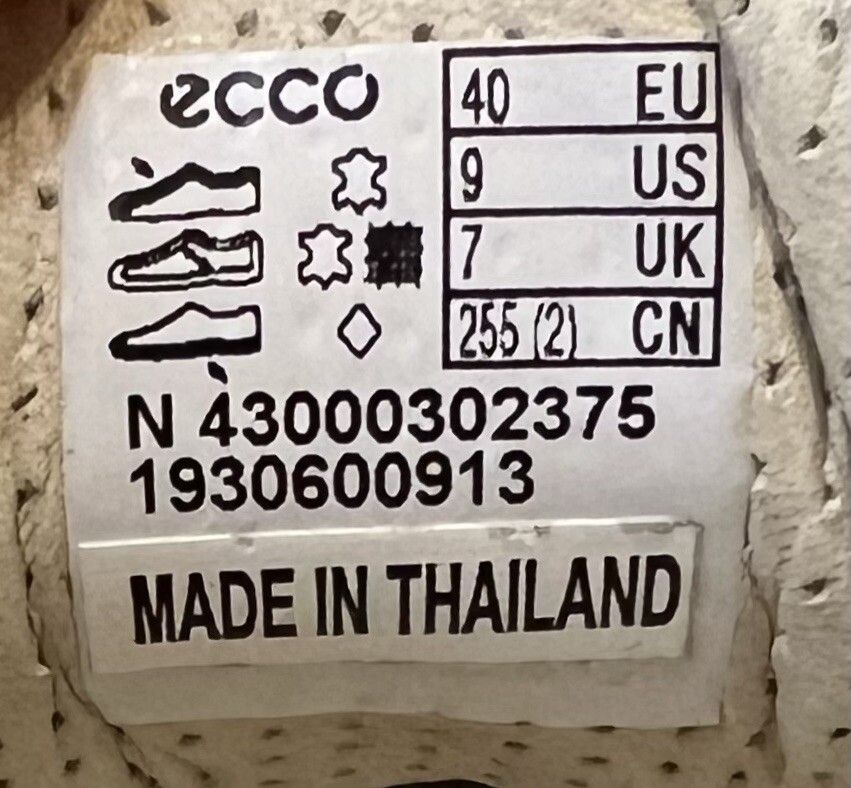 ecco
40 EU
9 US
7 UK
255 (2) CN
N 43000302375
1930600913
MADE IN THAILAND